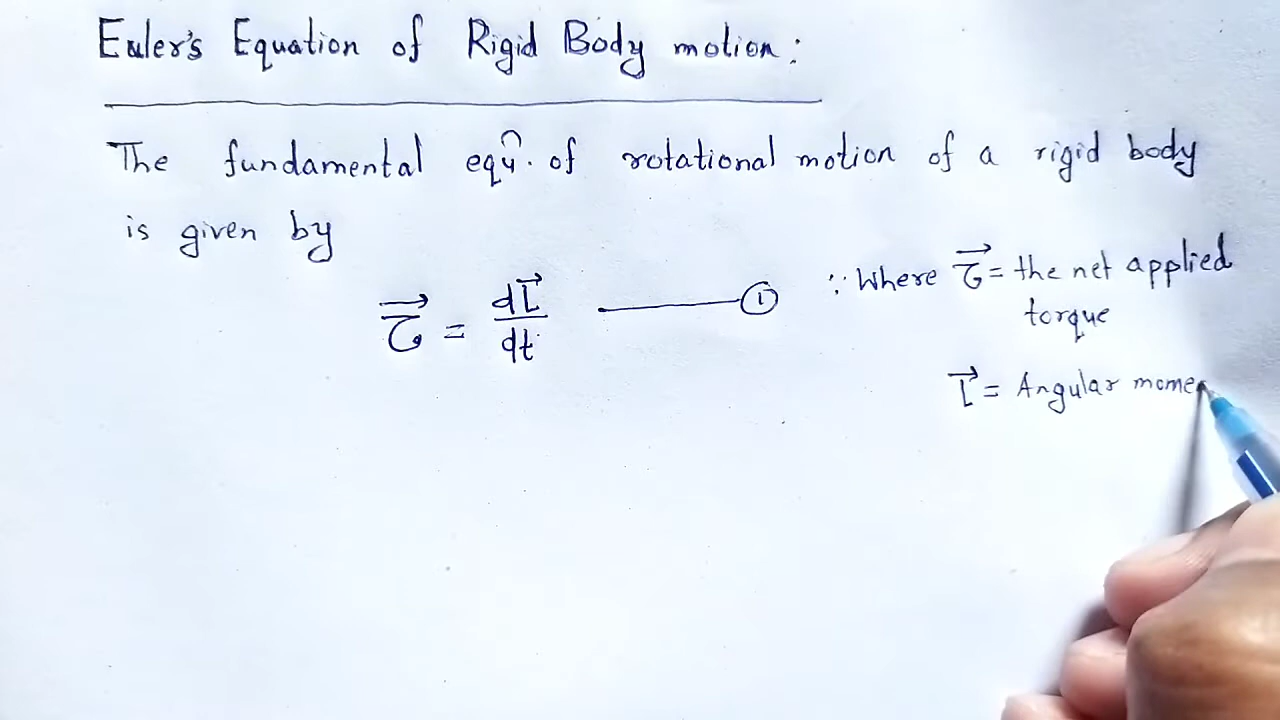 Euler's Equation of Rigid Body motion:
The fundamental equn̂. of rotational motion of a rigid body
is given by
τ⃗ = dL⃗/dt ——— ①
∵ Where τ⃗ = the net applied
torque
L⃗ = Angular mome